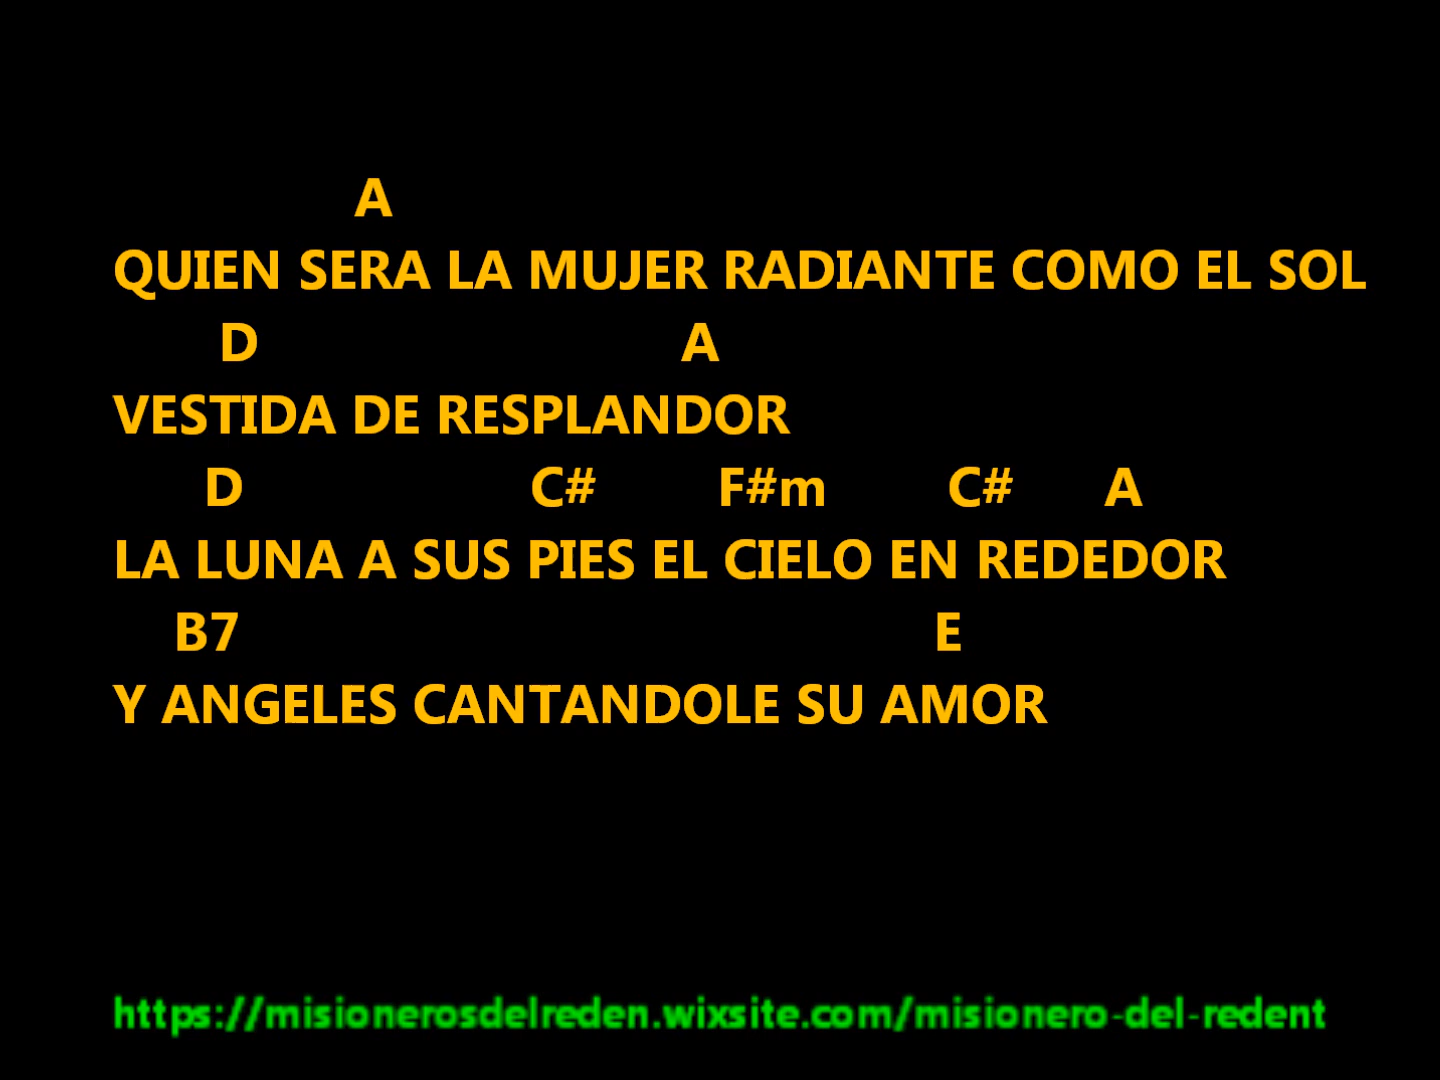 A
QUIEN SERA LA MUJER RADIANTE COMO EL SOL
D A
VESTIDA DE RESPLANDOR
D C# F#m C# A
LA LUNA A SUS PIES EL CIELO EN REDEDOR
B7 E
Y ANGELES CANTANDOLE SU AMOR
https://misionerosdelreden.wixsite.com/misionero-del-redent